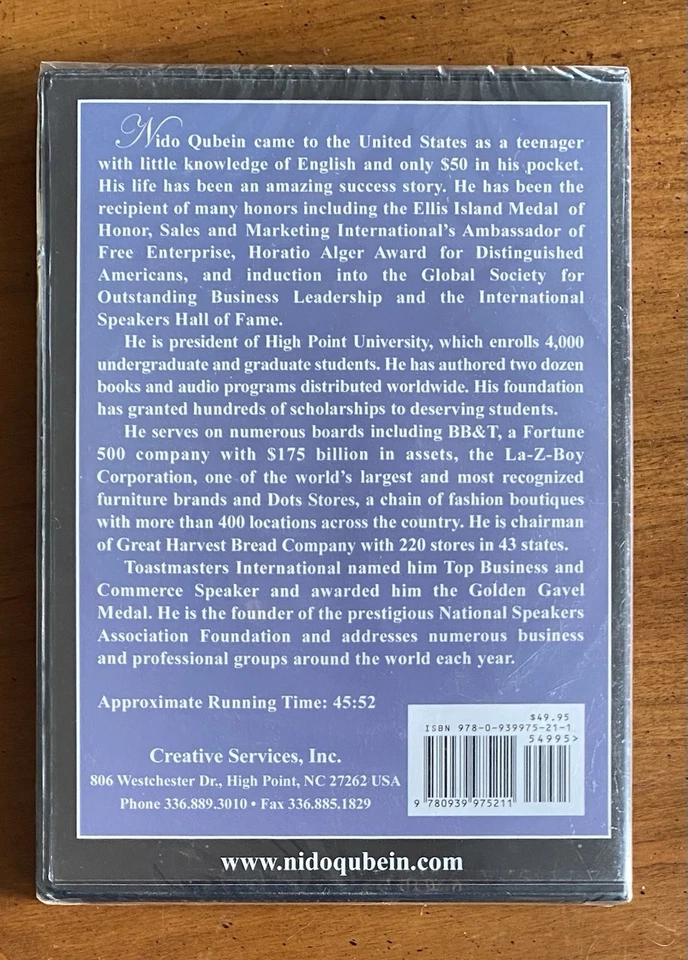 Nido Qubein came to the United States as a teenager
with little knowledge of English and only $50 in his pocket.
His life has been an amazing success story. He has been the
recipient of many honors including the Ellis Island Medal of
Honor, Sales and Marketing International's Ambassador of
Free Enterprise, Horatio Alger Award for Distinguished
Americans, and induction into the Global Society for
Outstanding Business Leadership and the International
Speakers Hall of Fame.
He is president of High Point University, which enrolls 4,000
undergraduate and graduate students. He has authored two dozen
books and audio programs distributed worldwide. His foundation
has granted hundreds of scholarships to deserving students.
He serves on numerous boards including BB&T, a Fortune
500 company with $175 billion in assets, the La-Z-Boy
Corporation, one of the world's largest and most recognized
furniture brands and Dots Stores, a chain of fashion boutiques
with more than 400 locations across the country. He is chairman
of Great Harvest Bread Company with 220 stores in 43 states.
Toastmasters International named him Top Business and
Commerce Speaker and awarded him the Golden Gavel
Medal. He is the founder of the prestigious National Speakers
Association Foundation and addresses numerous business
and professional groups around the world each year.
Approximate Running Time: 45:52
Creative Services, Inc.
806 Westchester Dr., High Point, NC 27262 USA
Phone 336.889.3010 • Fax 336.885.1829
$49.95
ISBN 978-0-939975-21-1
54995>
9 780939 975211
www.nidoqubein.com